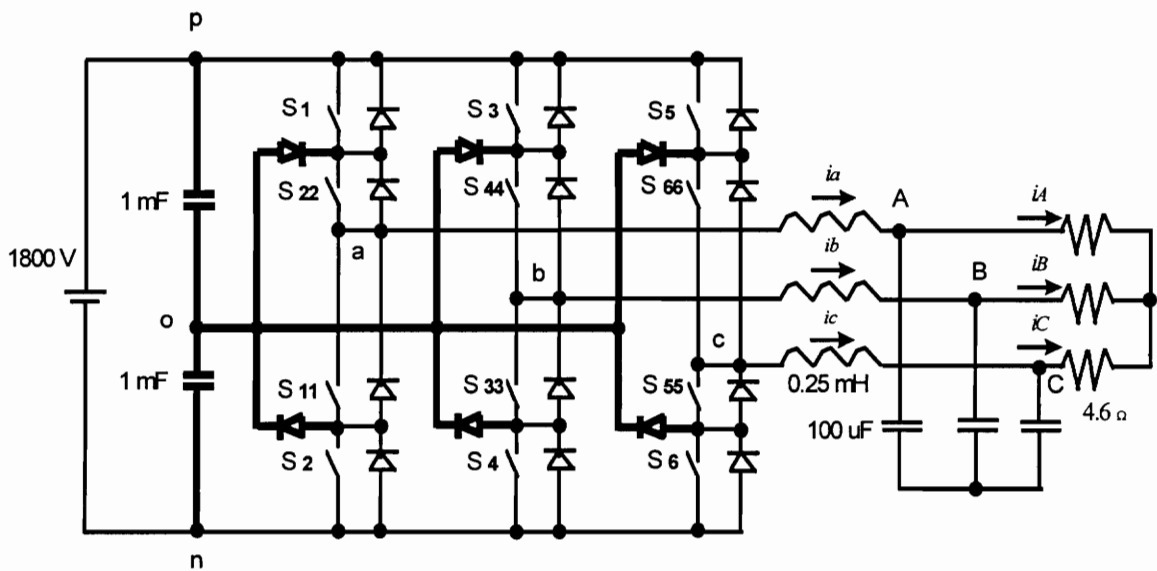 p
S1
S3
S5
S22
S44
S66
1 mF
1800 V
a
b
c
o
1 mF
S11
S33
S55
S2
S4
S6
n
ia
ib
ic
0.25 mH
A
B
C
iA
iB
iC
100 uF
4.6 Ω